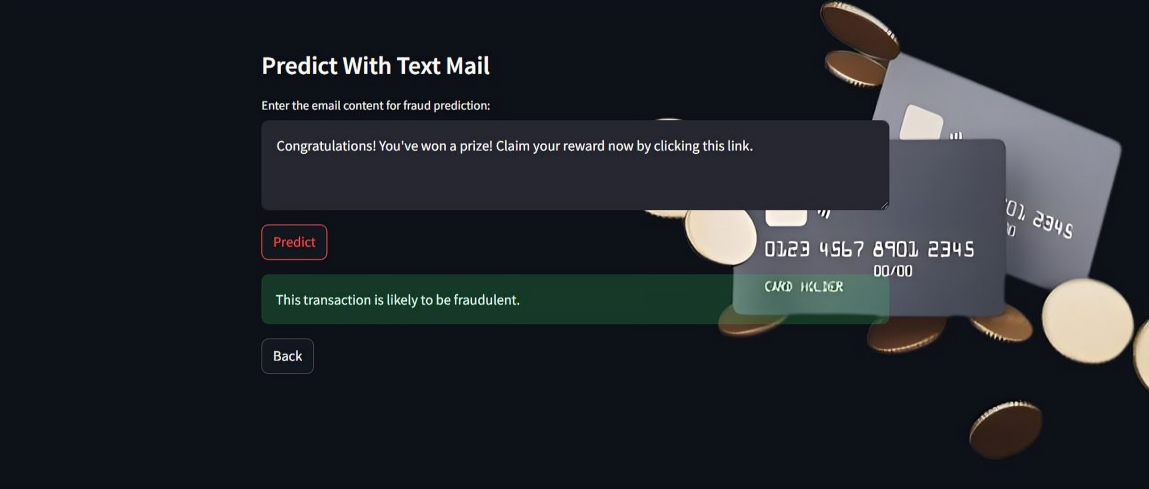 Predict With Text Mail
Enter the email content for fraud prediction:
Congratulations! You've won a prize! Claim your reward now by clicking this link.
Predict
This transaction is likely to be fraudulent.
Back
01 2345
0123 4567 8901 2345
00/00
CARD HOLDER